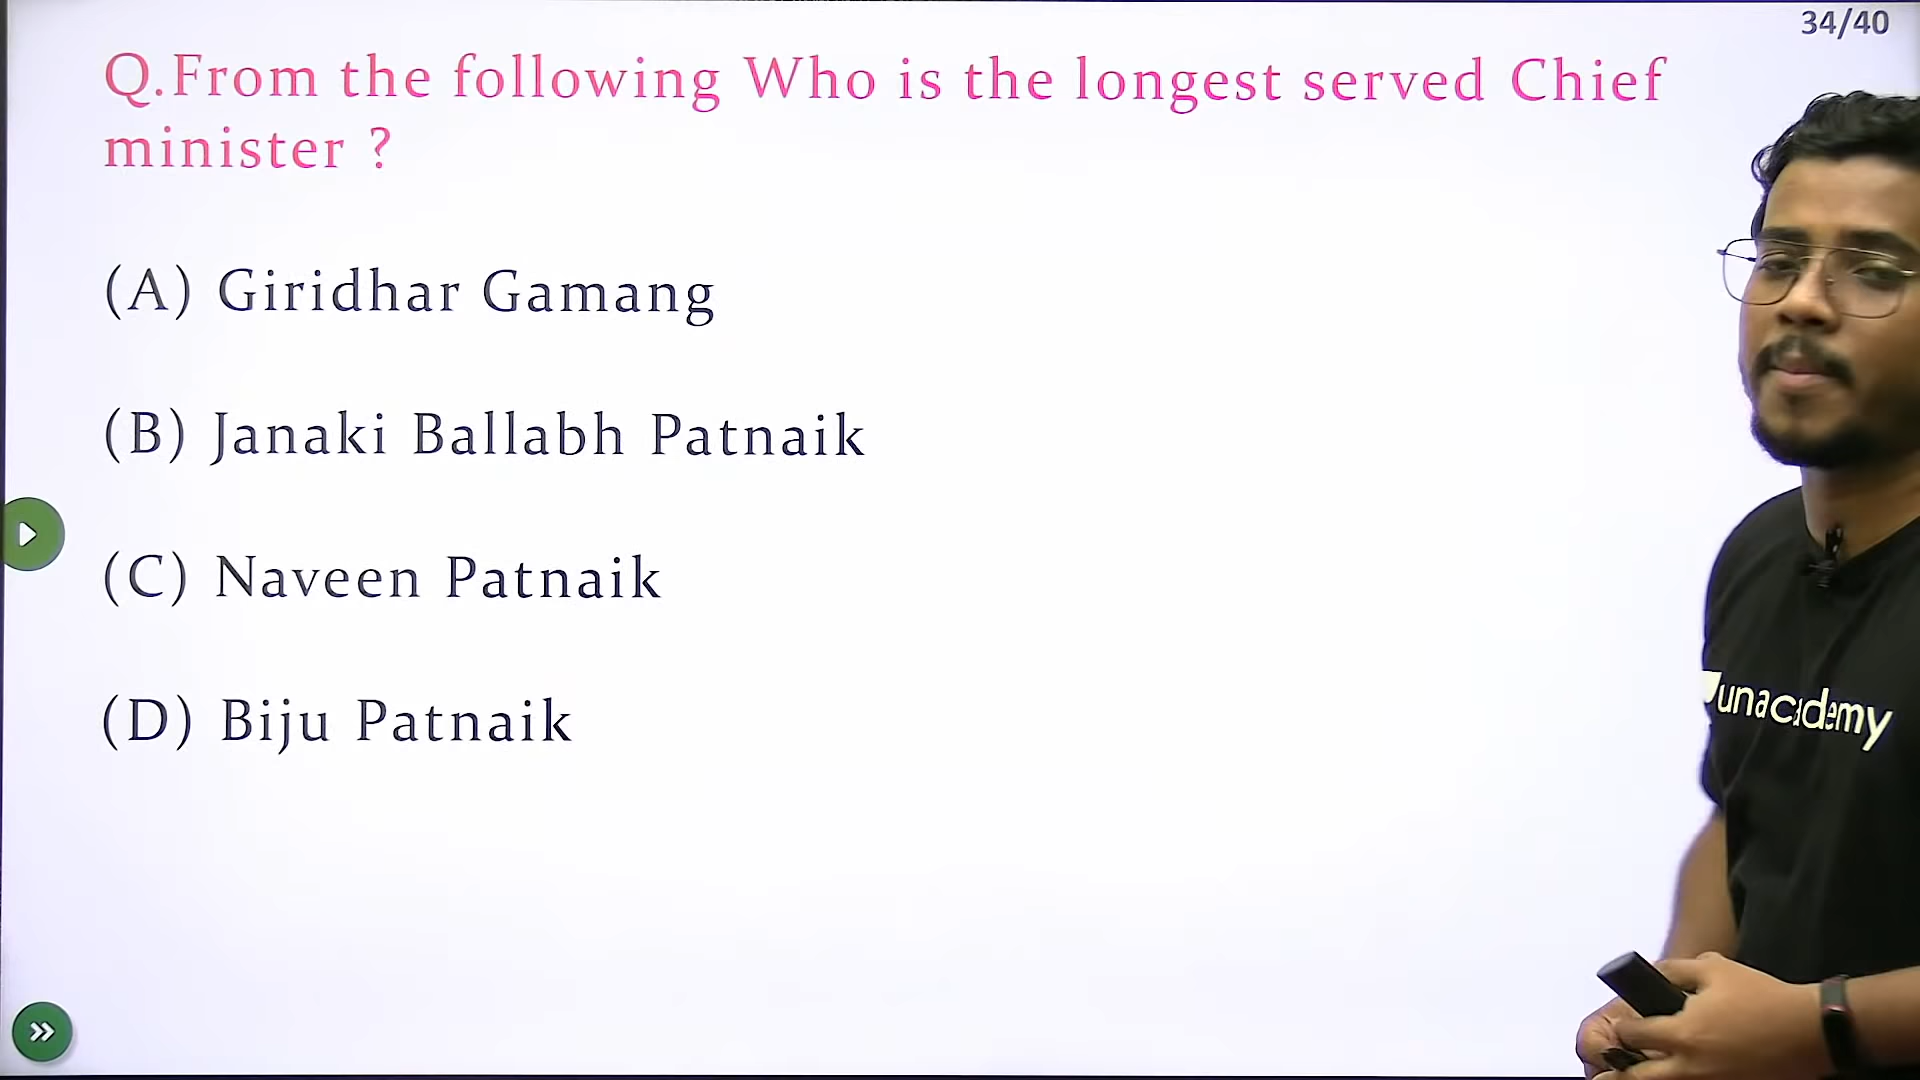 34/40
Q.From the following Who is the longest served Chief
minister ?
(A) Giridhar Gamang
(B) Janaki Ballabh Patnaik
(C) Naveen Patnaik
(D) Biju Patnaik
unacademy